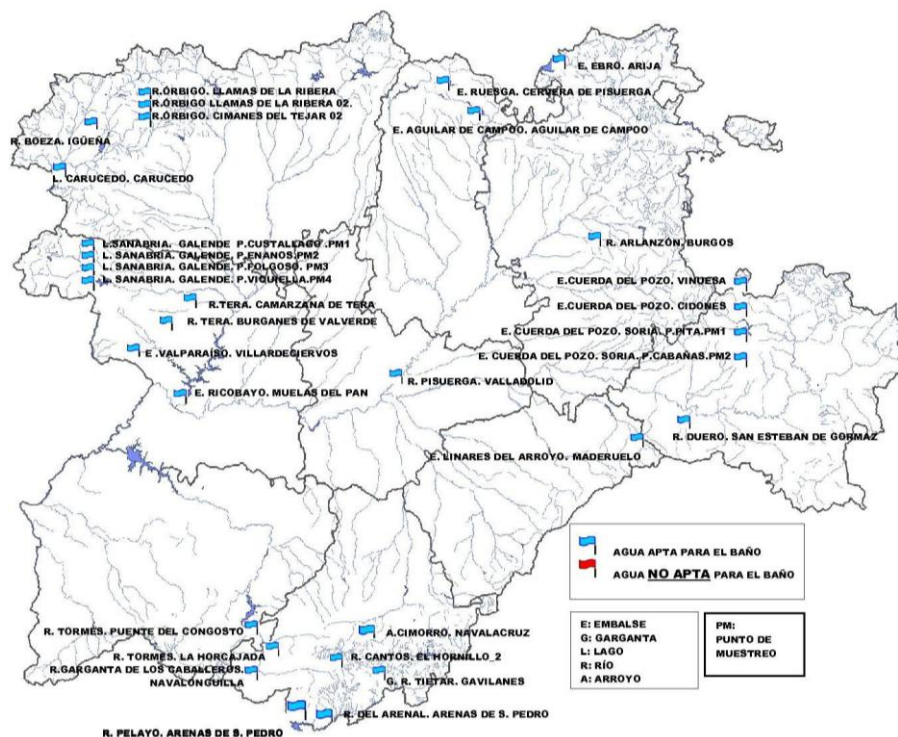 E. EBRO. ARIJA
E. RUESGA. CERVERA DE PISUERGA
R.ÓRBIGO. LLAMAS DE LA RIBERA
R.ÓRBIGO LLAMAS DE LA RIBERA 02.
R.ÓRBIGO. CIMANES DEL TEJAR 02
E. AGUILAR DE CAMPOO. AGUILAR DE CAMPOO
R. BOEZA. IGÜEÑA
L. CARUCEDO. CARUCEDO
R. ARLANZÓN. BURGOS
L.SANABRIA. GALENDE P.CUSTALLAGO .PM1
L. SANABRIA. GALENDE. P.ENANOS.PM2
L. SANABRIA. GALENDE. P.FOLGOSO. PM3
L. SANABRIA. GALENDE. P.VIQUIELLA.PM4
E.CUERDA DEL POZO. VINUESA
R.TERA. CAMARZANA DE TERA
E.CUERDA DEL POZO. CIDONES
R. TERA. BURGANES DE VALVERDE
E. CUERDA DEL POZO. SORIA. P.PITA.PM1
E .VALPARAÍSO. VILLARDECIERVOS
E. CUERDA DEL POZO. SORIA. P.CABAÑAS.PM2
R. PISUERGA. VALLADOLID
E. RICOBAYO. MUELAS DEL PAN
R. DUERO. SAN ESTEBAN DE GORMAZ
E. LINARES DEL ARROYO. MADERUELO
AGUA APTA PARA EL BAÑO
AGUA NO APTA PARA EL BAÑO
R. TORMES. PUENTE DEL CONGOSTO
A.CIMORRO. NAVALACRUZ
R. TORMES. LA HORCAJADA
R. CANTOS. EL HORNILLO_2
R.GARGANTA DE LOS CABALLEROS.
NAVALONGUILLA
G. R. TIETAR. GAVILANES
R. DEL ARENAL. ARENAS DE S. PEDRO
R. PELAYO. ARENAS DE S. PEDRO
E: EMBALSE
G: GARGANTA
L: LAGO
R: RÍO
A: ARROYO
PM:
PUNTO DE
MUESTREO